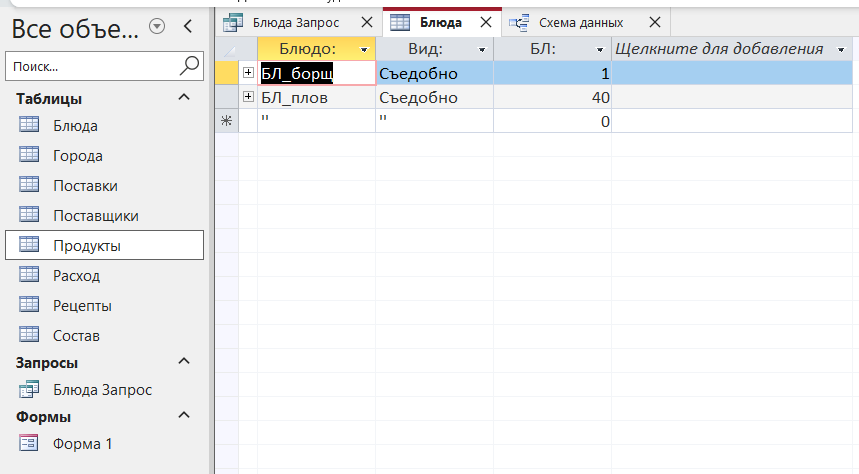 Все объе...
Поиск...
Таблицы
Блюда
Города
Поставки
Поставщики
Продукты
Расход
Рецепты
Состав
Запросы
Блюда Запрос
Формы
Форма 1
Блюда Запрос Блюда Схема данных
Блюдо: Вид: БЛ: Щелкните для добавления
БЛ_борщ Съедобно 1
БЛ_плов Съедобно 40
" " 0